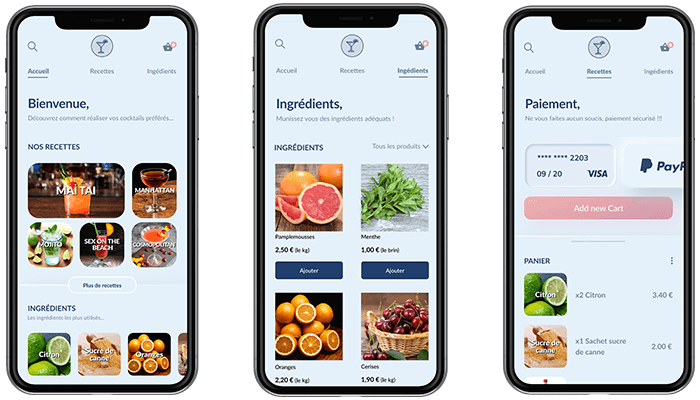 Accueil
Recettes
Ingédients
Bienvenue,
Découvrez comment réaliser vos cocktails préférés...
NOS RECETTES
MAI TAI
MANHATTAN
MOJITO
SEX ON THE
BEACH
COSMOPOLITAN
Plus de recettes
INGRÉDIENTS
Les ingrédients les plus utilisés...
Citron
Sucre de
canne
Oranges
Accueil
Recettes
Ingédients
Ingrédients,
Munissez vous des ingrédients adéquats !
INGRÉDIENTS
Tous les produits
Pamplemousses
2,50 € (le kg)
Ajouter
Menthe
1,00 € (le brin)
Ajouter
Oranges
2,20 € (le kg)
Cerises
1,90 € (le kg)
Accueil
Recettes
Ingédients
Paiement,
Ne vous faites aucun soucis, paiement sécurisé !!!
**** **** 2203
09 / 20
VISA
PayP
Add new Cart
PANIER
Citron
x2 Citron
3.40 €
Sucre de
canne
x1 Sachet sucre
de canne
2.00 €